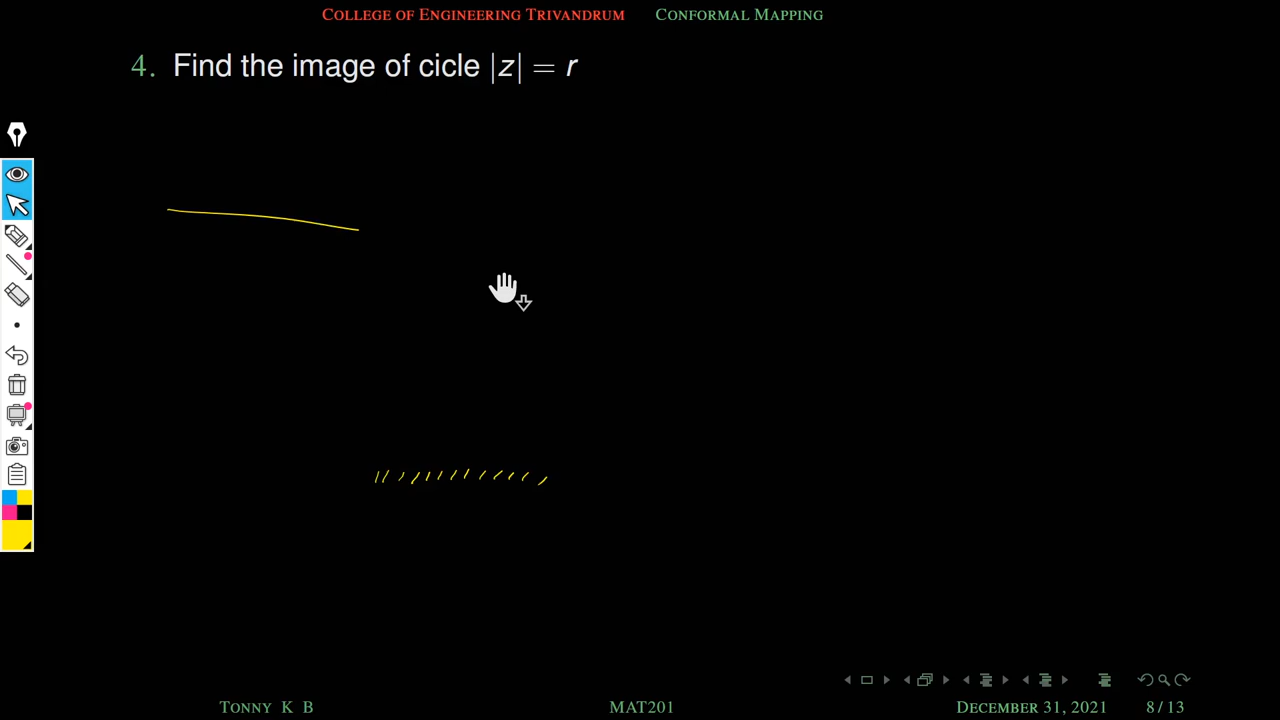 COLLEGE OF ENGINEERING TRIVANDRUM CONFORMAL MAPPING
4. Find the image of cicle |z| = r
TONNY K B MAT201 DECEMBER 31, 2021 8 / 13